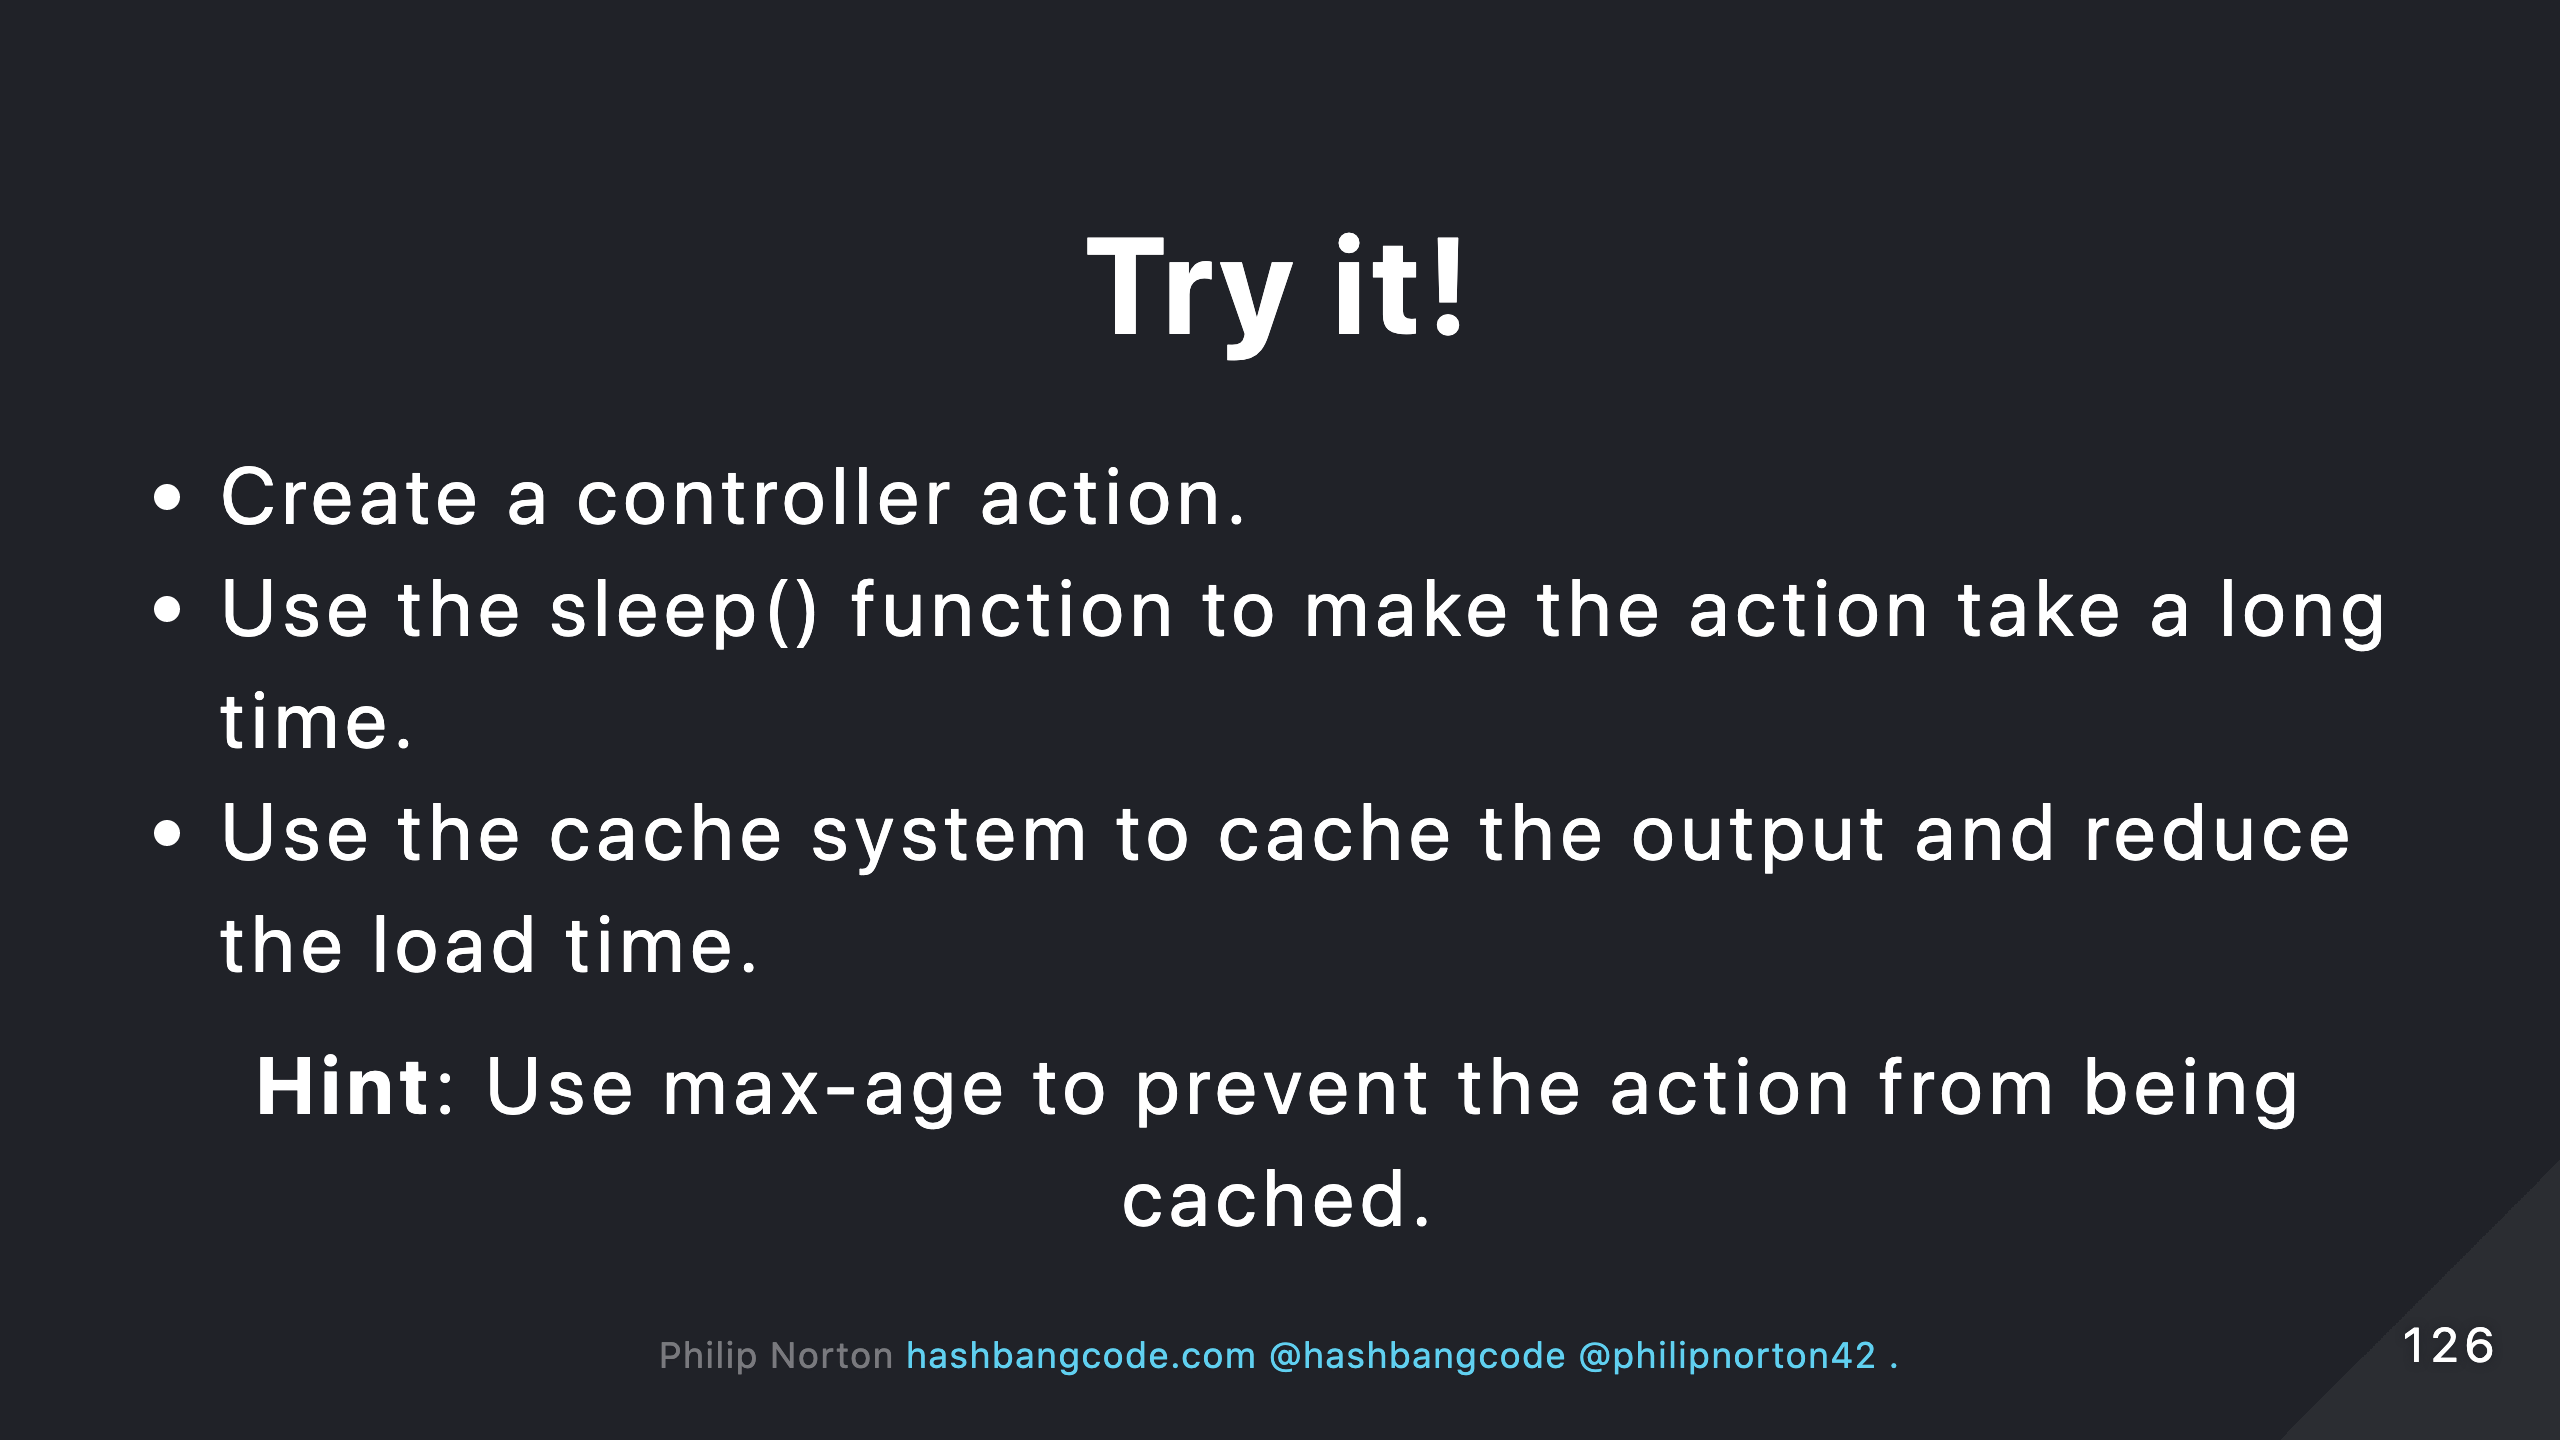 Try it!
• Create a controller action.
• Use the sleep() function to make the action take a long
time.
• Use the cache system to cache the output and reduce
the load time.
Hint: Use max-age to prevent the action from being
cached.
Philip Norton hashbangcode.com @hashbangcode @philipnorton42 .
126